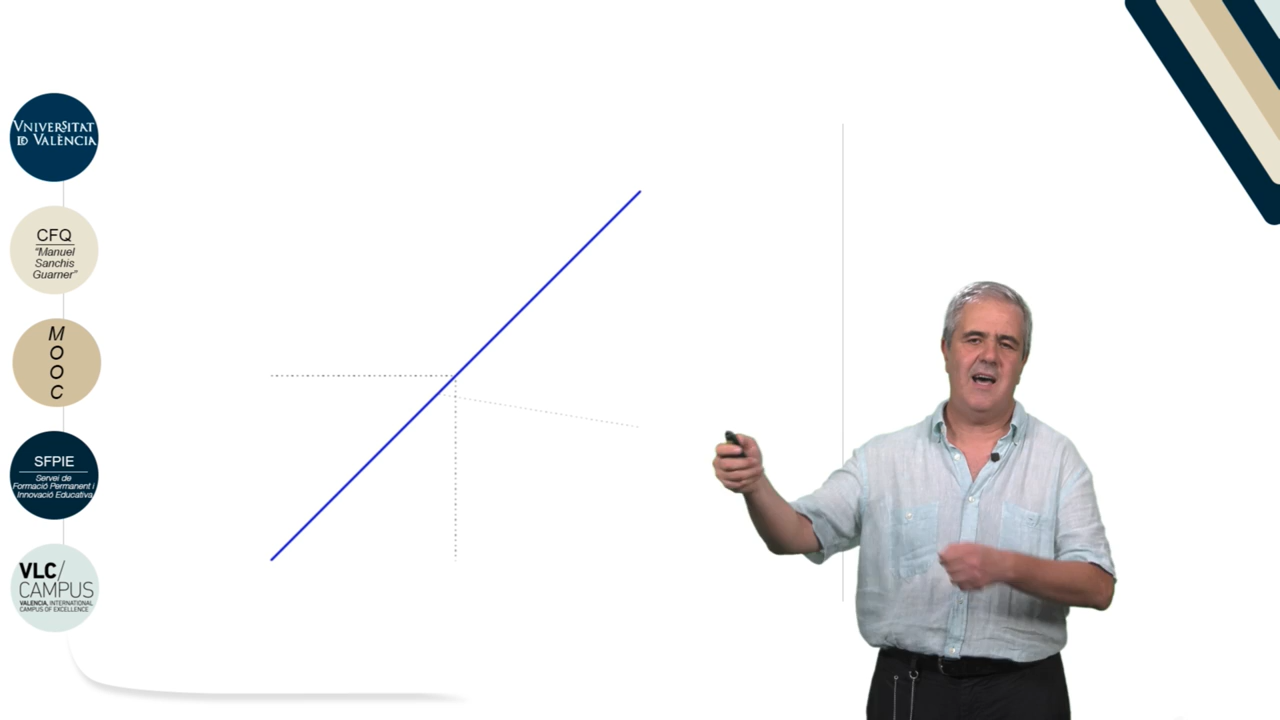 VNIVERSITAT
ID VALÈNCIA
CFQ
“Manuel
Sanchis
Guarner”
M
O
O
C
SFPIE
Servei de
Formació Permanent i
Innovació Educativa
VLC/
CAMPUS
VALENCIA, INTERNATIONAL
CAMPUS OF EXCELLENCE